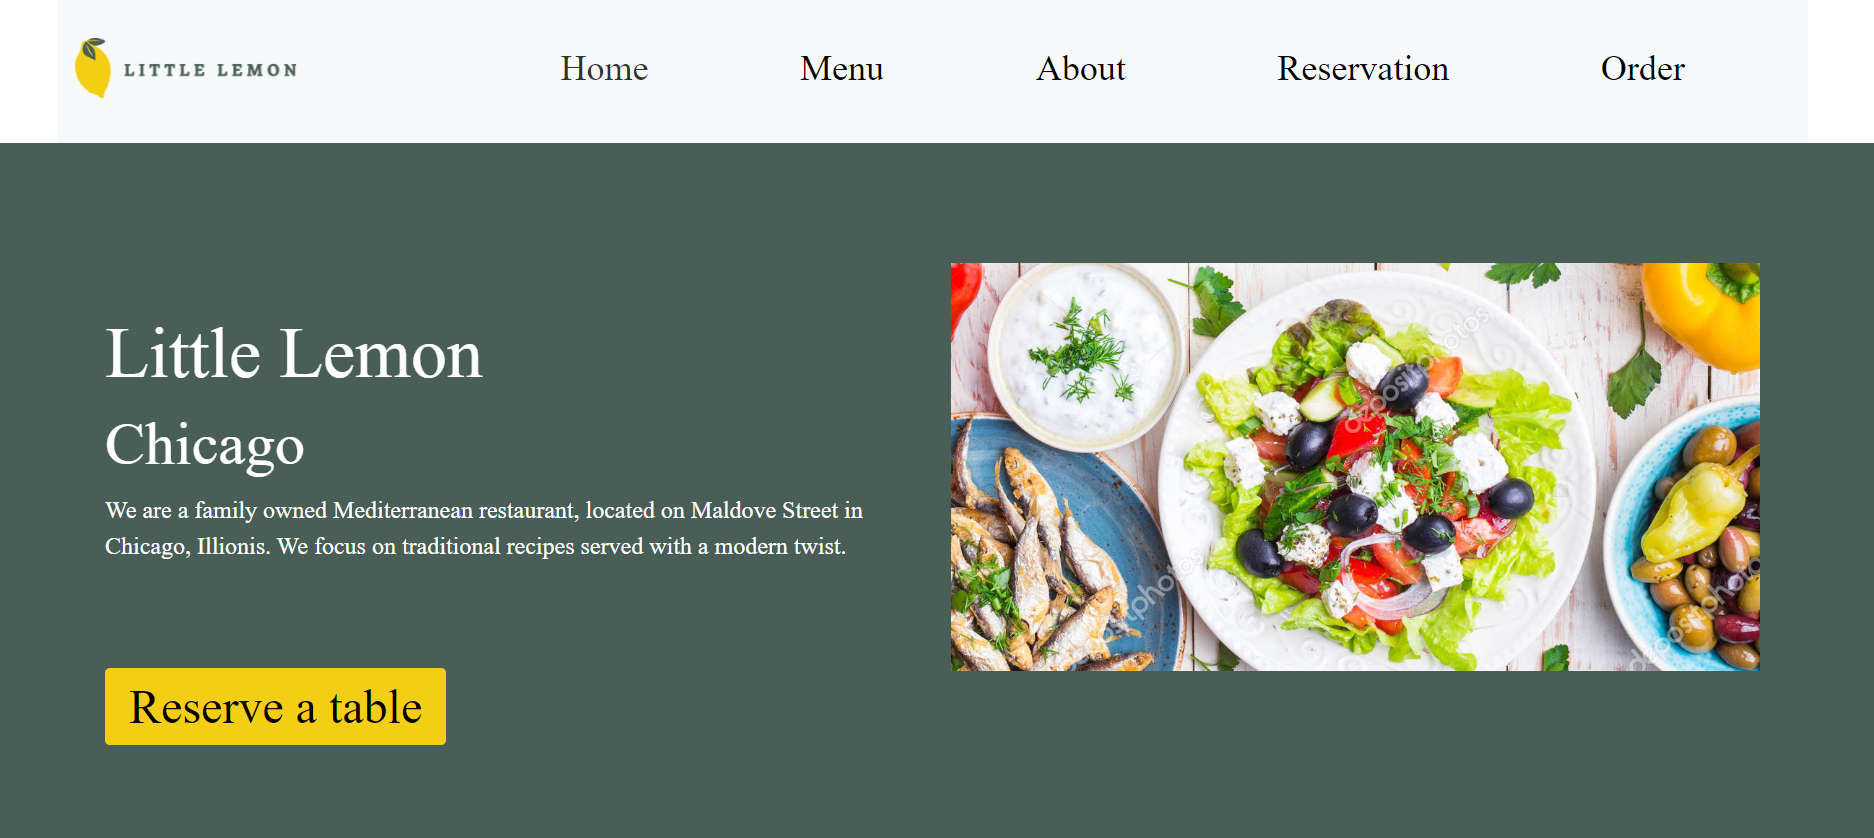 LITTLE LEMON
Home
Menu
About
Reservation
Order
Little Lemon
Chicago
We are a family owned Mediterranean restaurant, located on Maldove Street in
Chicago, Illionis. We focus on traditional recipes served with a modern twist.
Reserve a table